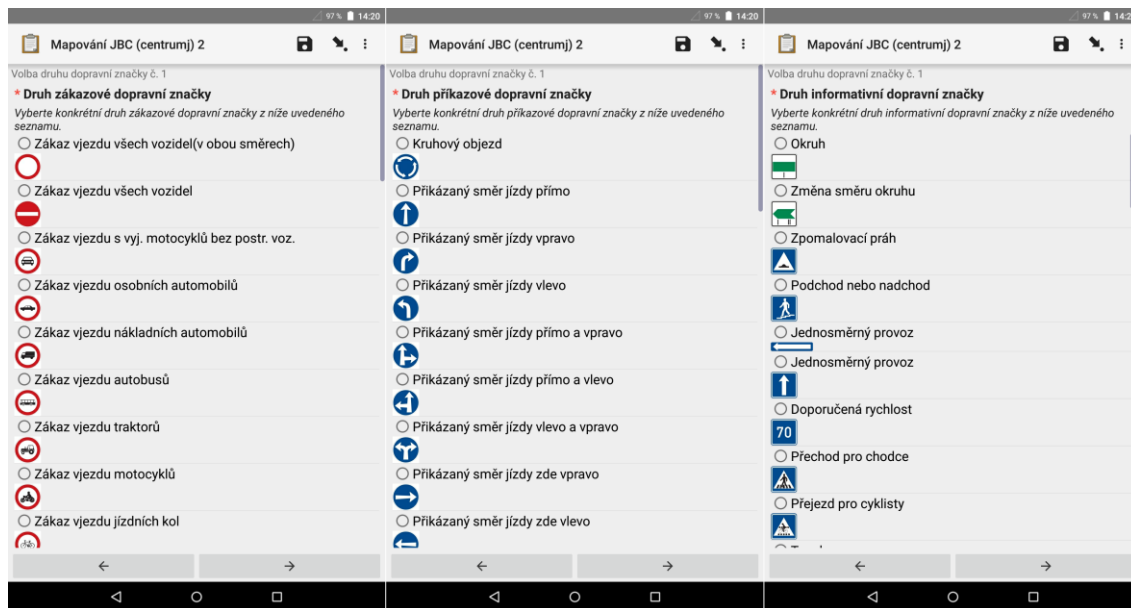 97 % 14:20
Mapování JBC (centrumj) 2
Volba druhu dopravní značky č. 1
* Druh zákazové dopravní značky
Vyberte konkrétní druh zákazové dopravní značky z níže uvedeného
seznamu.
Zákaz vjezdu všech vozidel(v obou směrech)
Zákaz vjezdu všech vozidel
Zákaz vjezdu s vyj. motocyklů bez postr. voz.
Zákaz vjezdu osobních automobilů
Zákaz vjezdu nákladních automobilů
Zákaz vjezdu autobusů
Zákaz vjezdu traktorů
Zákaz vjezdu motocyklů
Zákaz vjezdu jízdních kol
97 % 14:20
Mapování JBC (centrumj) 2
Volba druhu dopravní značky č. 1
* Druh příkazové dopravní značky
Vyberte konkrétní druh příkazové dopravní značky z níže uvedeného
seznamu.
Kruhový objezd
Přikázaný směr jízdy přímo
Přikázaný směr jízdy vpravo
Přikázaný směr jízdy vlevo
Přikázaný směr jízdy přímo a vpravo
Přikázaný směr jízdy přímo a vlevo
Přikázaný směr jízdy vlevo a vpravo
Přikázaný směr jízdy zde vpravo
Přikázaný směr jízdy zde vlevo
97 % 14:2
Mapování JBC (centrumj) 2
Volba druhu dopravní značky č. 1
* Druh informativní dopravní značky
Vyberte konkrétní druh informativní dopravní značky z níže uvedeného
seznamu.
Okruh
Změna směru okruhu
Zpomalovací práh
Podchod nebo nadchod
Jednosměrný provoz
Jednosměrný provoz
Doporučená rychlost
70
Přechod pro chodce
Přejezd pro cyklisty